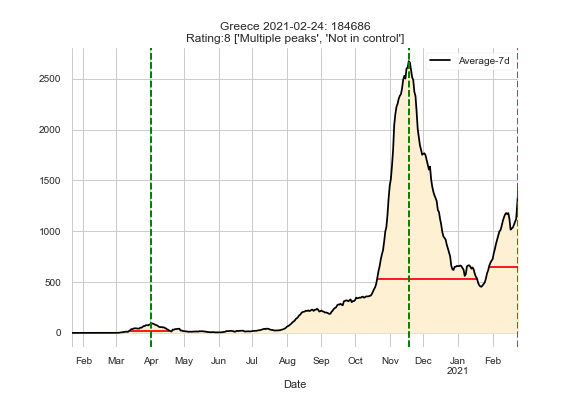 Greece 2021-02-24: 184686
Rating:8 ['Multiple peaks', 'Not in control']
Average-7d
2500
2000
1500
1000
500
0
Feb Mar Apr May Jun Jul Aug Sep Oct Nov Dec Jan Feb
2021
Date